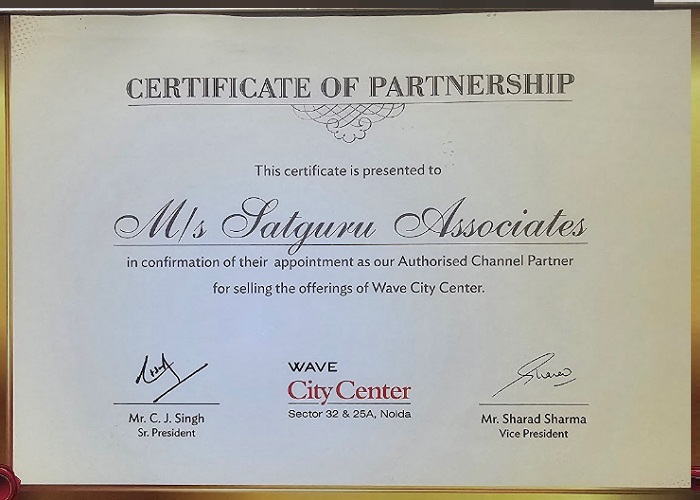 CERTIFICATE OF PARTNERSHIP
This certificate is presented to
M/s Satguru Associates
in confirmation of their appointment as our Authorised Channel Partner
for selling the offerings of Wave City Center.
WAVE
City Center
Sector 32 & 25A, Noida
Mr. C. J. Singh
Sr. President
Sharad
Mr. Sharad Sharma
Vice President